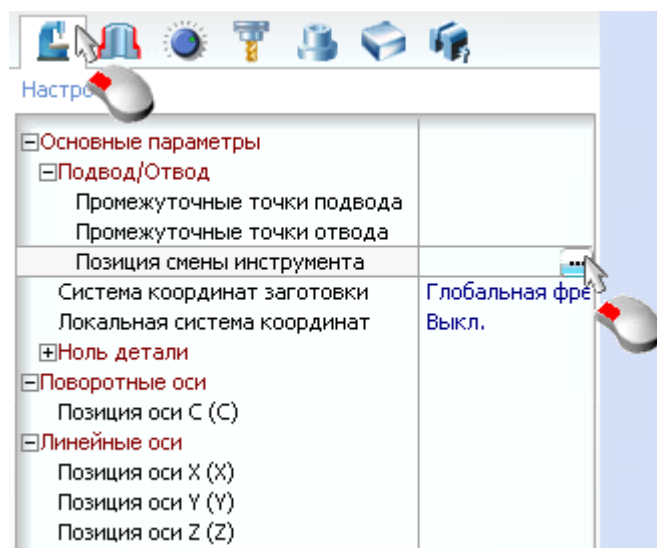 Настро
Основные параметры
Подвод/Отвод
Промежуточные точки подвода
Промежуточные точки отвода
Позиция смены инструмента
Система координат заготовки Глобальная фре
Локальная система координат Выкл.
Ноль детали
Поворотные оси
Позиция оси C (C)
Линейные оси
Позиция оси X (X)
Позиция оси Y (Y)
Позиция оси Z (Z)